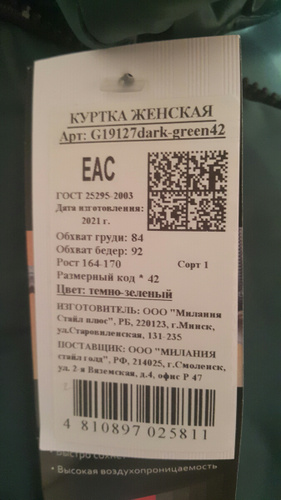 КУРТКА ЖЕНСКАЯ
Арт: G19127dark-green42
EAC
ГОСТ 25295-2003
Дата изготовления:
2021 г.
Обхват груди: 84
Обхват бедер: 92
Рост 164-170
Сорт 1
Размерный код * 42
Цвет: темно-зеленый
ИЗГОТОВИТЕЛЬ: ООО "Милания
Стайл плюс", РБ, 220123, г.Минск,
ул.Старовиленская, 131-235
ПОСТАВЩИК: ООО "МИЛАНИЯ
стайл голд", РФ, 214025, г.Смоленск,
ул. 2-я Вяземская, д.4, офис Р 47
4 810897 025811
• Быстро
• Высокая воздухопроницаемость